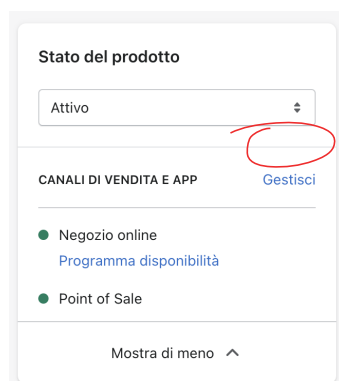 Stato del prodotto
Attivo
CANALI DI VENDITA E APP Gestisci
Negozio online
Programma disponibilità
Point of Sale
Mostra di meno